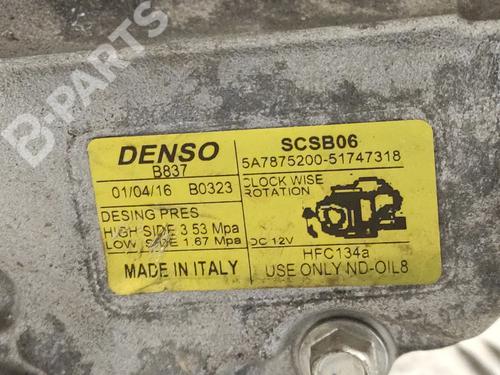 B-PARTS
DENSO
B837
01/04/16 B0323
DESING PRES
HIGH SIDE 3 53 Mpa
LOW SIDE 1.67 Mpa
MADE IN ITALY
SCSB06
5A7875200-51747318
CLOCK WISE
ROTATION
DC 12V
HFC134a
USE ONLY ND-OIL8
B-PARTS